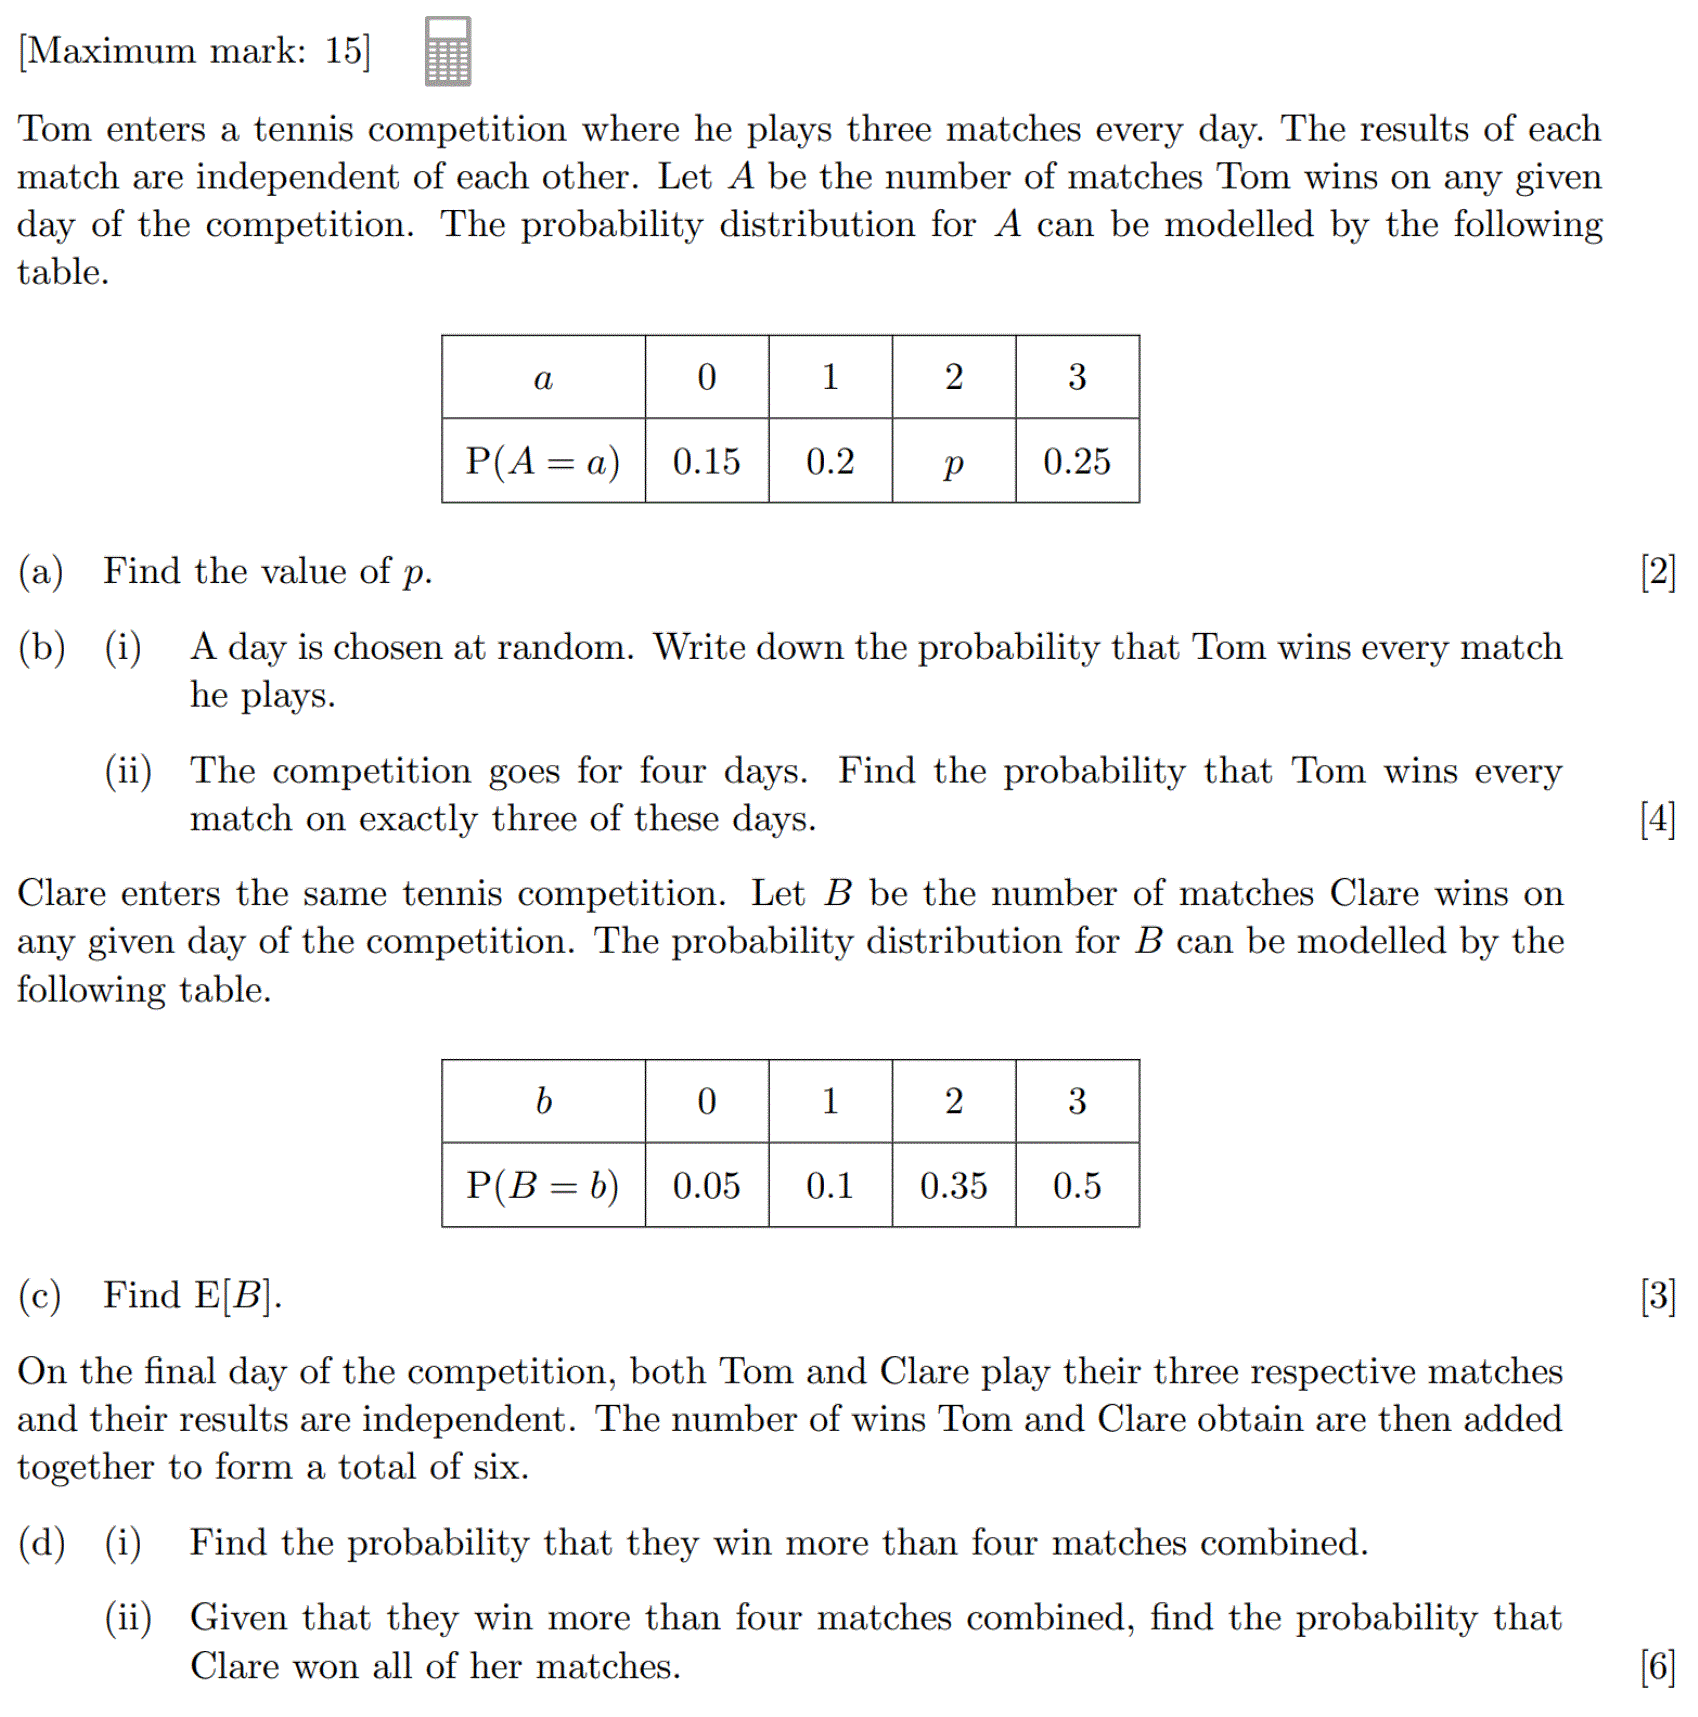 [Maximum mark: 15]
Tom enters a tennis competition where he plays three matches every day. The results of each
match are independent of each other. Let A be the number of matches Tom wins on any given
day of the competition. The probability distribution for A can be modelled by the following
table.
a 0 1 2 3
P(A = a) 0.15 0.2 p 0.25
(a) Find the value of p. [2]
(b) (i) A day is chosen at random. Write down the probability that Tom wins every match
he plays.
(ii) The competition goes for four days. Find the probability that Tom wins every
match on exactly three of these days. [4]
Clare enters the same tennis competition. Let B be the number of matches Clare wins on
any given day of the competition. The probability distribution for B can be modelled by the
following table.
b 0 1 2 3
P(B = b) 0.05 0.1 0.35 0.5
(c) Find E[B]. [3]
On the final day of the competition, both Tom and Clare play their three respective matches
and their results are independent. The number of wins Tom and Clare obtain are then added
together to form a total of six.
(d) (i) Find the probability that they win more than four matches combined.
(ii) Given that they win more than four matches combined, find the probability that
Clare won all of her matches. [6]